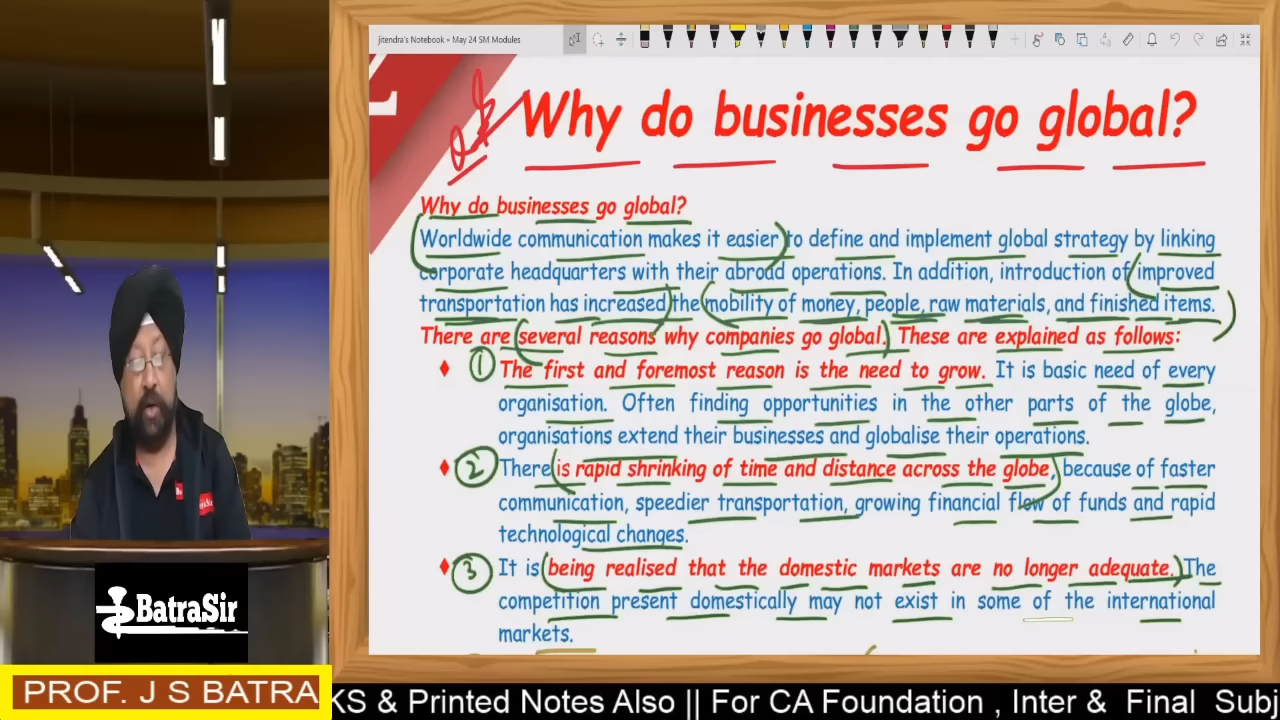 jitendra's Notebook » May 24 SM Modules
Why do businesses go global?
Why do businesses go global?
Worldwide communication makes it easier to define and implement global strategy by linking
corporate headquarters with their abroad operations. In addition, introduction of improved
transportation has increased the mobility of money, people, raw materials, and finished items.
There are several reasons why companies go global. These are explained as follows:
♦ 1 The first and foremost reason is the need to grow. It is basic need of every
organisation. Often finding opportunities in the other parts of the globe,
organisations extend their businesses and globalise their operations.
♦ 2 There is rapid shrinking of time and distance across the globe, because of faster
communication, speedier transportation, growing financial flow of funds and rapid
technological changes.
♦ 3 It is being realised that the domestic markets are no longer adequate. The
competition present domestically may not exist in some of the international
markets.
BatraSir
PROF. J S BATRA
KS & Printed Notes Also || For CA Foundation , Inter & Final Subj